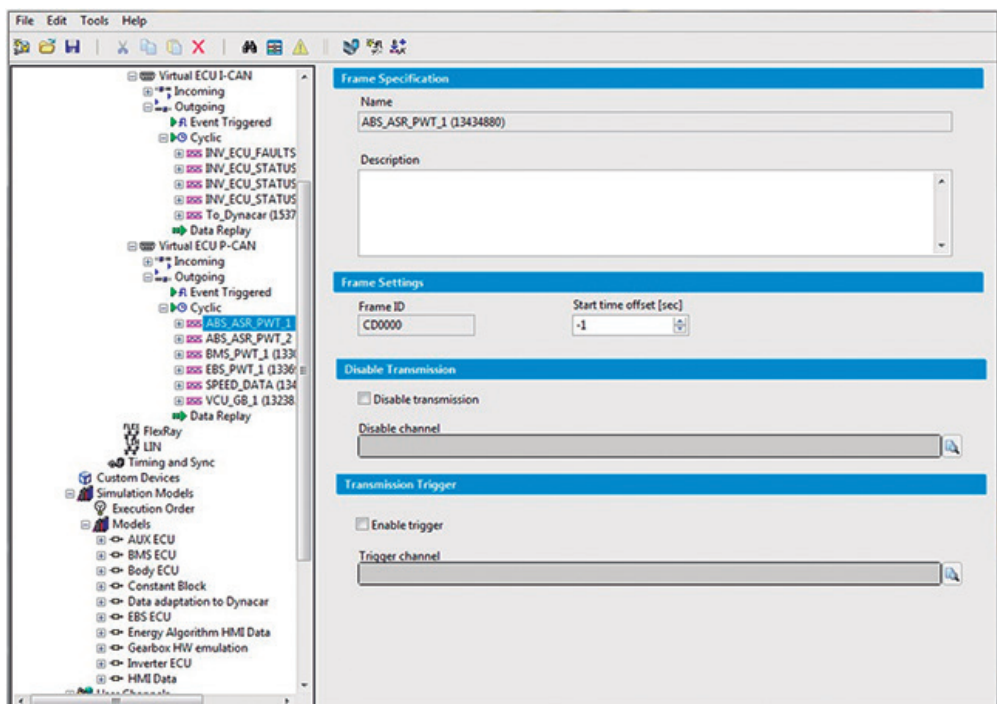 File Edit Tools Help
Virtual ECU I-CAN
Incoming
Outgoing
Event Triggered
Cyclic
INV_ECU_FAULTS
INV_ECU_STATUS
INV_ECU_STATUS
INV_ECU_STATUS
To_Dynacar (1537
Data Replay
Virtual ECU P-CAN
Incoming
Outgoing
Event Triggered
Cyclic
ABS_ASR_PWT_1
ABS_ASR_PWT_2
BMS_PWT_1 (1330
EBS_PWT_1 (1336
SPEED_DATA (134
VCU_GB_1 (13238
Data Replay
FlexRay
LIN
Timing and Sync
Custom Devices
Simulation Models
Execution Order
Models
AUX ECU
BMS ECU
Body ECU
Constant Block
Data adaptation to Dynacar
EBS ECU
Energy Algorithm HMI Data
Gearbox HW emulation
Inverter ECU
HMI Data
User Channels
Frame Specification
Name
ABS_ASR_PWT_1 (13434880)
Description
Frame Settings
Frame ID
Start time offset [sec]
CD0000
-1
Disable Transmission
Disable transmission
Disable channel
Transmission Trigger
Enable trigger
Trigger channel